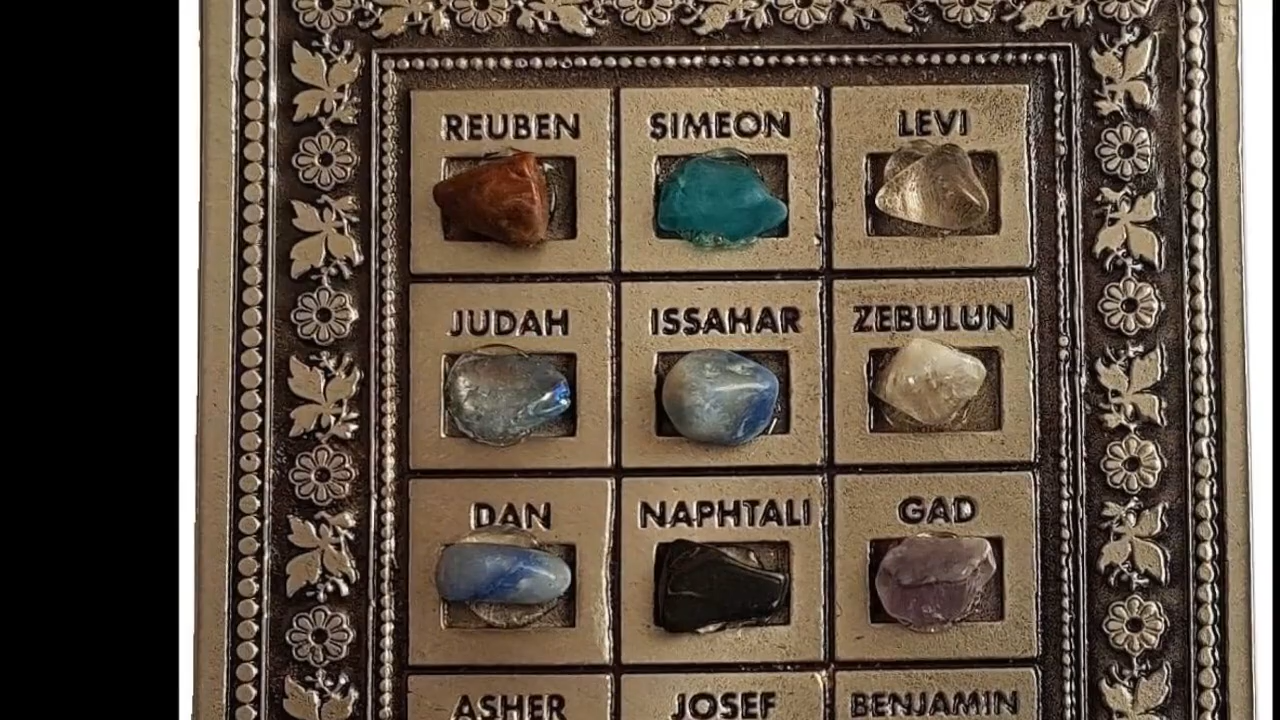 REUBEN SIMEON LEVI
JUDAH ISSAHAR ZEBULUN
DAN NAPHTALI GAD
ASHER JOSEF BENJAMIN